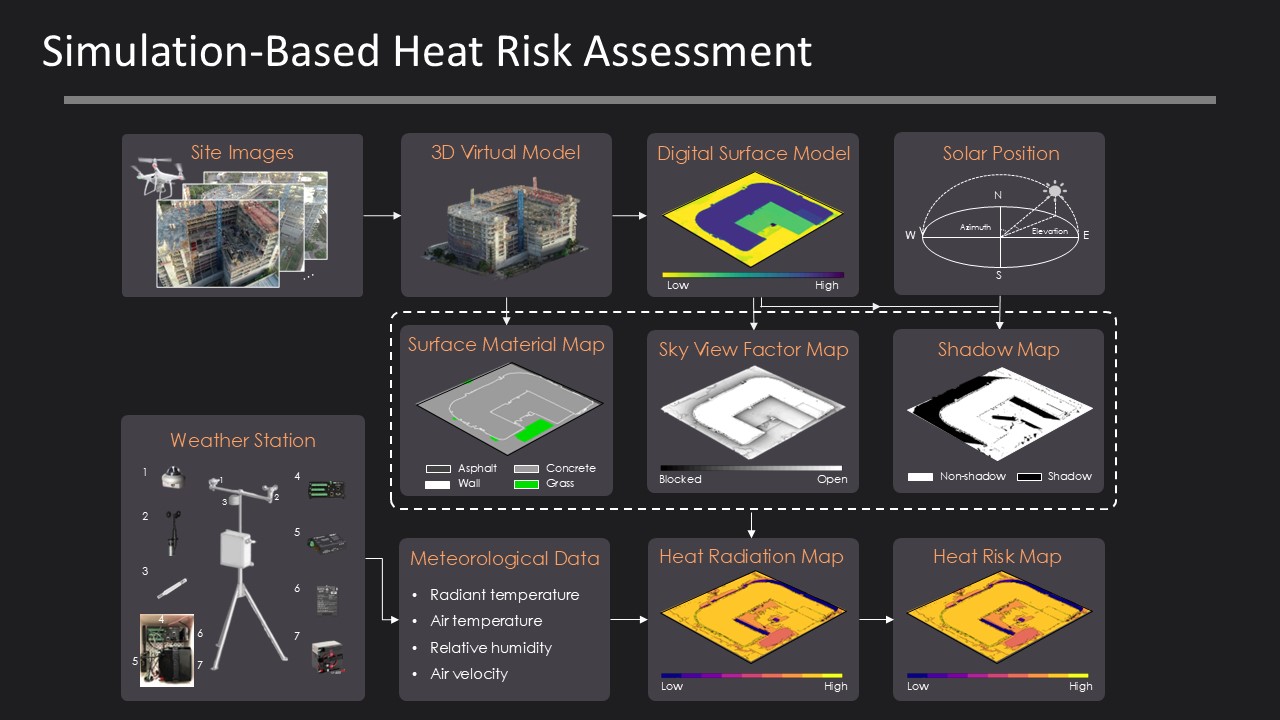 Simulation-Based Heat Risk Assessment
Site Images
...
3D Virtual Model
Digital Surface Model
Low High
Solar Position
N
W E
Azimuth Elevation
S
Surface Material Map
Asphalt Concrete
Wall Grass
Sky View Factor Map
Blocked Open
Shadow Map
Non-shadow Shadow
Weather Station
1
2
3
4
5
6
7
1
2
3
4
5
6
7
Meteorological Data
• Radiant temperature
• Air temperature
• Relative humidity
• Air velocity
Heat Radiation Map
Low High
Heat Risk Map
Low High